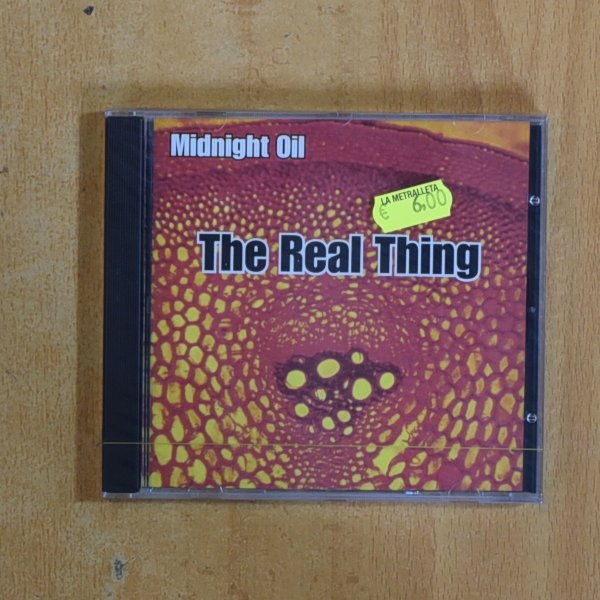 Midnight Oil
LA METRALLETA
€ 6,00
The Real Thing